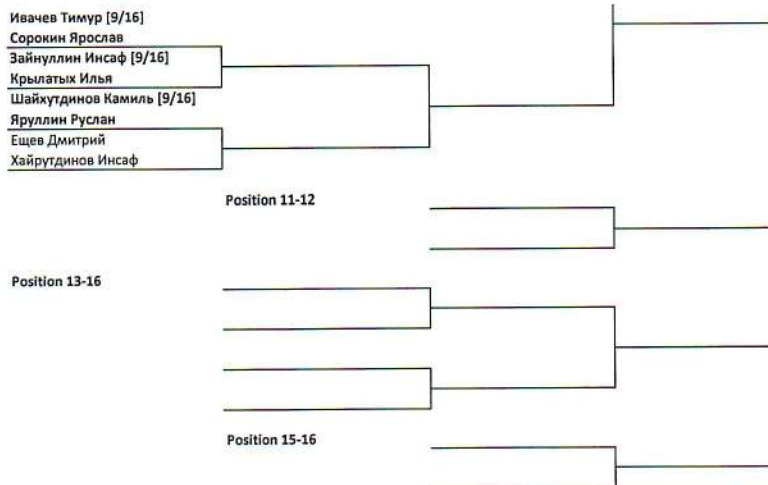 Ивачев Тимур [9/16]
Сорокин Ярослав
Зайнуллин Инсаф [9/16]
Крылатых Илья
Шайхутдинов Камиль [9/16]
Яруллин Руслан
Ещев Дмитрий
Хайрутдинов Инсаф
Position 11-12
Position 13-16
Position 15-16